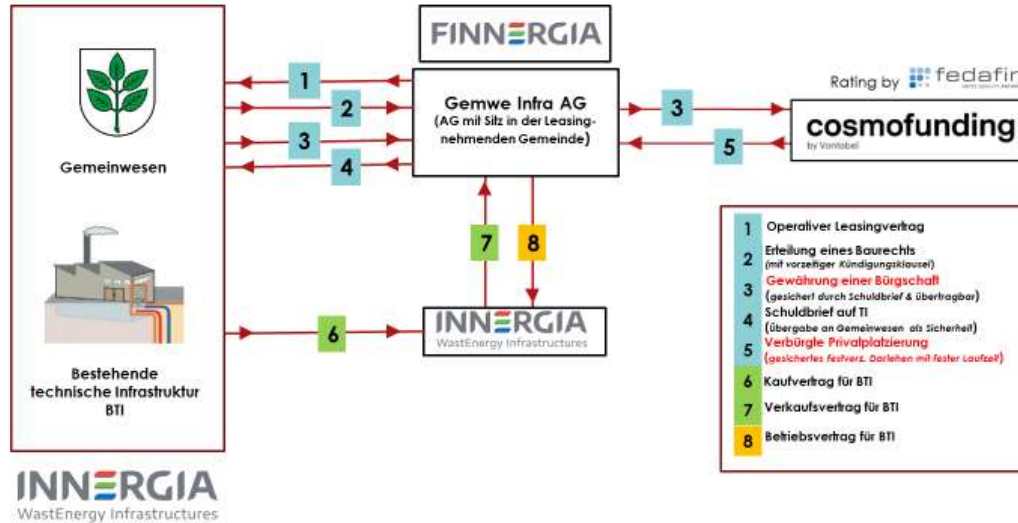 FINNERGIA
1
2
3
4
Gemeinwesen
Gemwe Infra AG
(AG mit Sitz in der Leasing-
nehmenden Gemeinde)
3
5
Rating by fedafin
cosmofunding
by Vontobel
7
8
6
INNERGIA
WastEnergy Infrastructures
Bestehende
technische Infrastruktur
BTI
1 Operativer Leasingvertrag
2 Erteilung eines Baurechts
(mit vorzeitiger Kündigungsklausel)
3 Gewährung einer Bürgschaft
(gesichert durch Schuldbrief & übertragbar)
4 Schuldbrief auf TI
(übergabe an Gemeinwesen als Sicherheit)
5 Verbürgte Privatplatzierung
(gesichertes festverz. Darlehen mit fester Laufzeit)
6 Kaufvertrag für BTI
7 Verkaufsvertrag für BTI
8 Betriebsvertrag für BTI
INNERGIA
WastEnergy Infrastructures